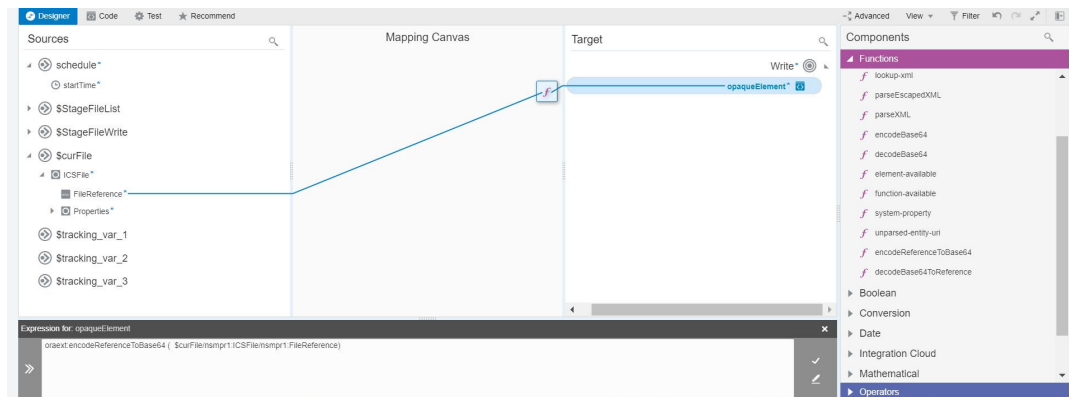 Designer Code Test Recommend Advanced View Filter
Sources
schedule*
startTime*
$StageFileList
$StageFileWrite
$curFile
ICSFile*
FileReference*
Properties*
$tracking_var_1
$tracking_var_2
$tracking_var_3
Mapping Canvas
f
Target
Write*
opaqueElement*
Components
Functions
f lookup-xml
f parseEscapedXML
f parseXML
f encodeBase64
f decodeBase64
f element-available
f function-available
f system-property
f unparsed-entity-uri
f encodeReferenceToBase64
f decodeBase64ToReference
Boolean
Conversion
Date
Integration Cloud
Mathematical
Operators
Expression for: opaqueElement
oraext:encodeReferenceToBase64 ( $curFile/nsmpr1:ICSFile/nsmpr1:FileReference)